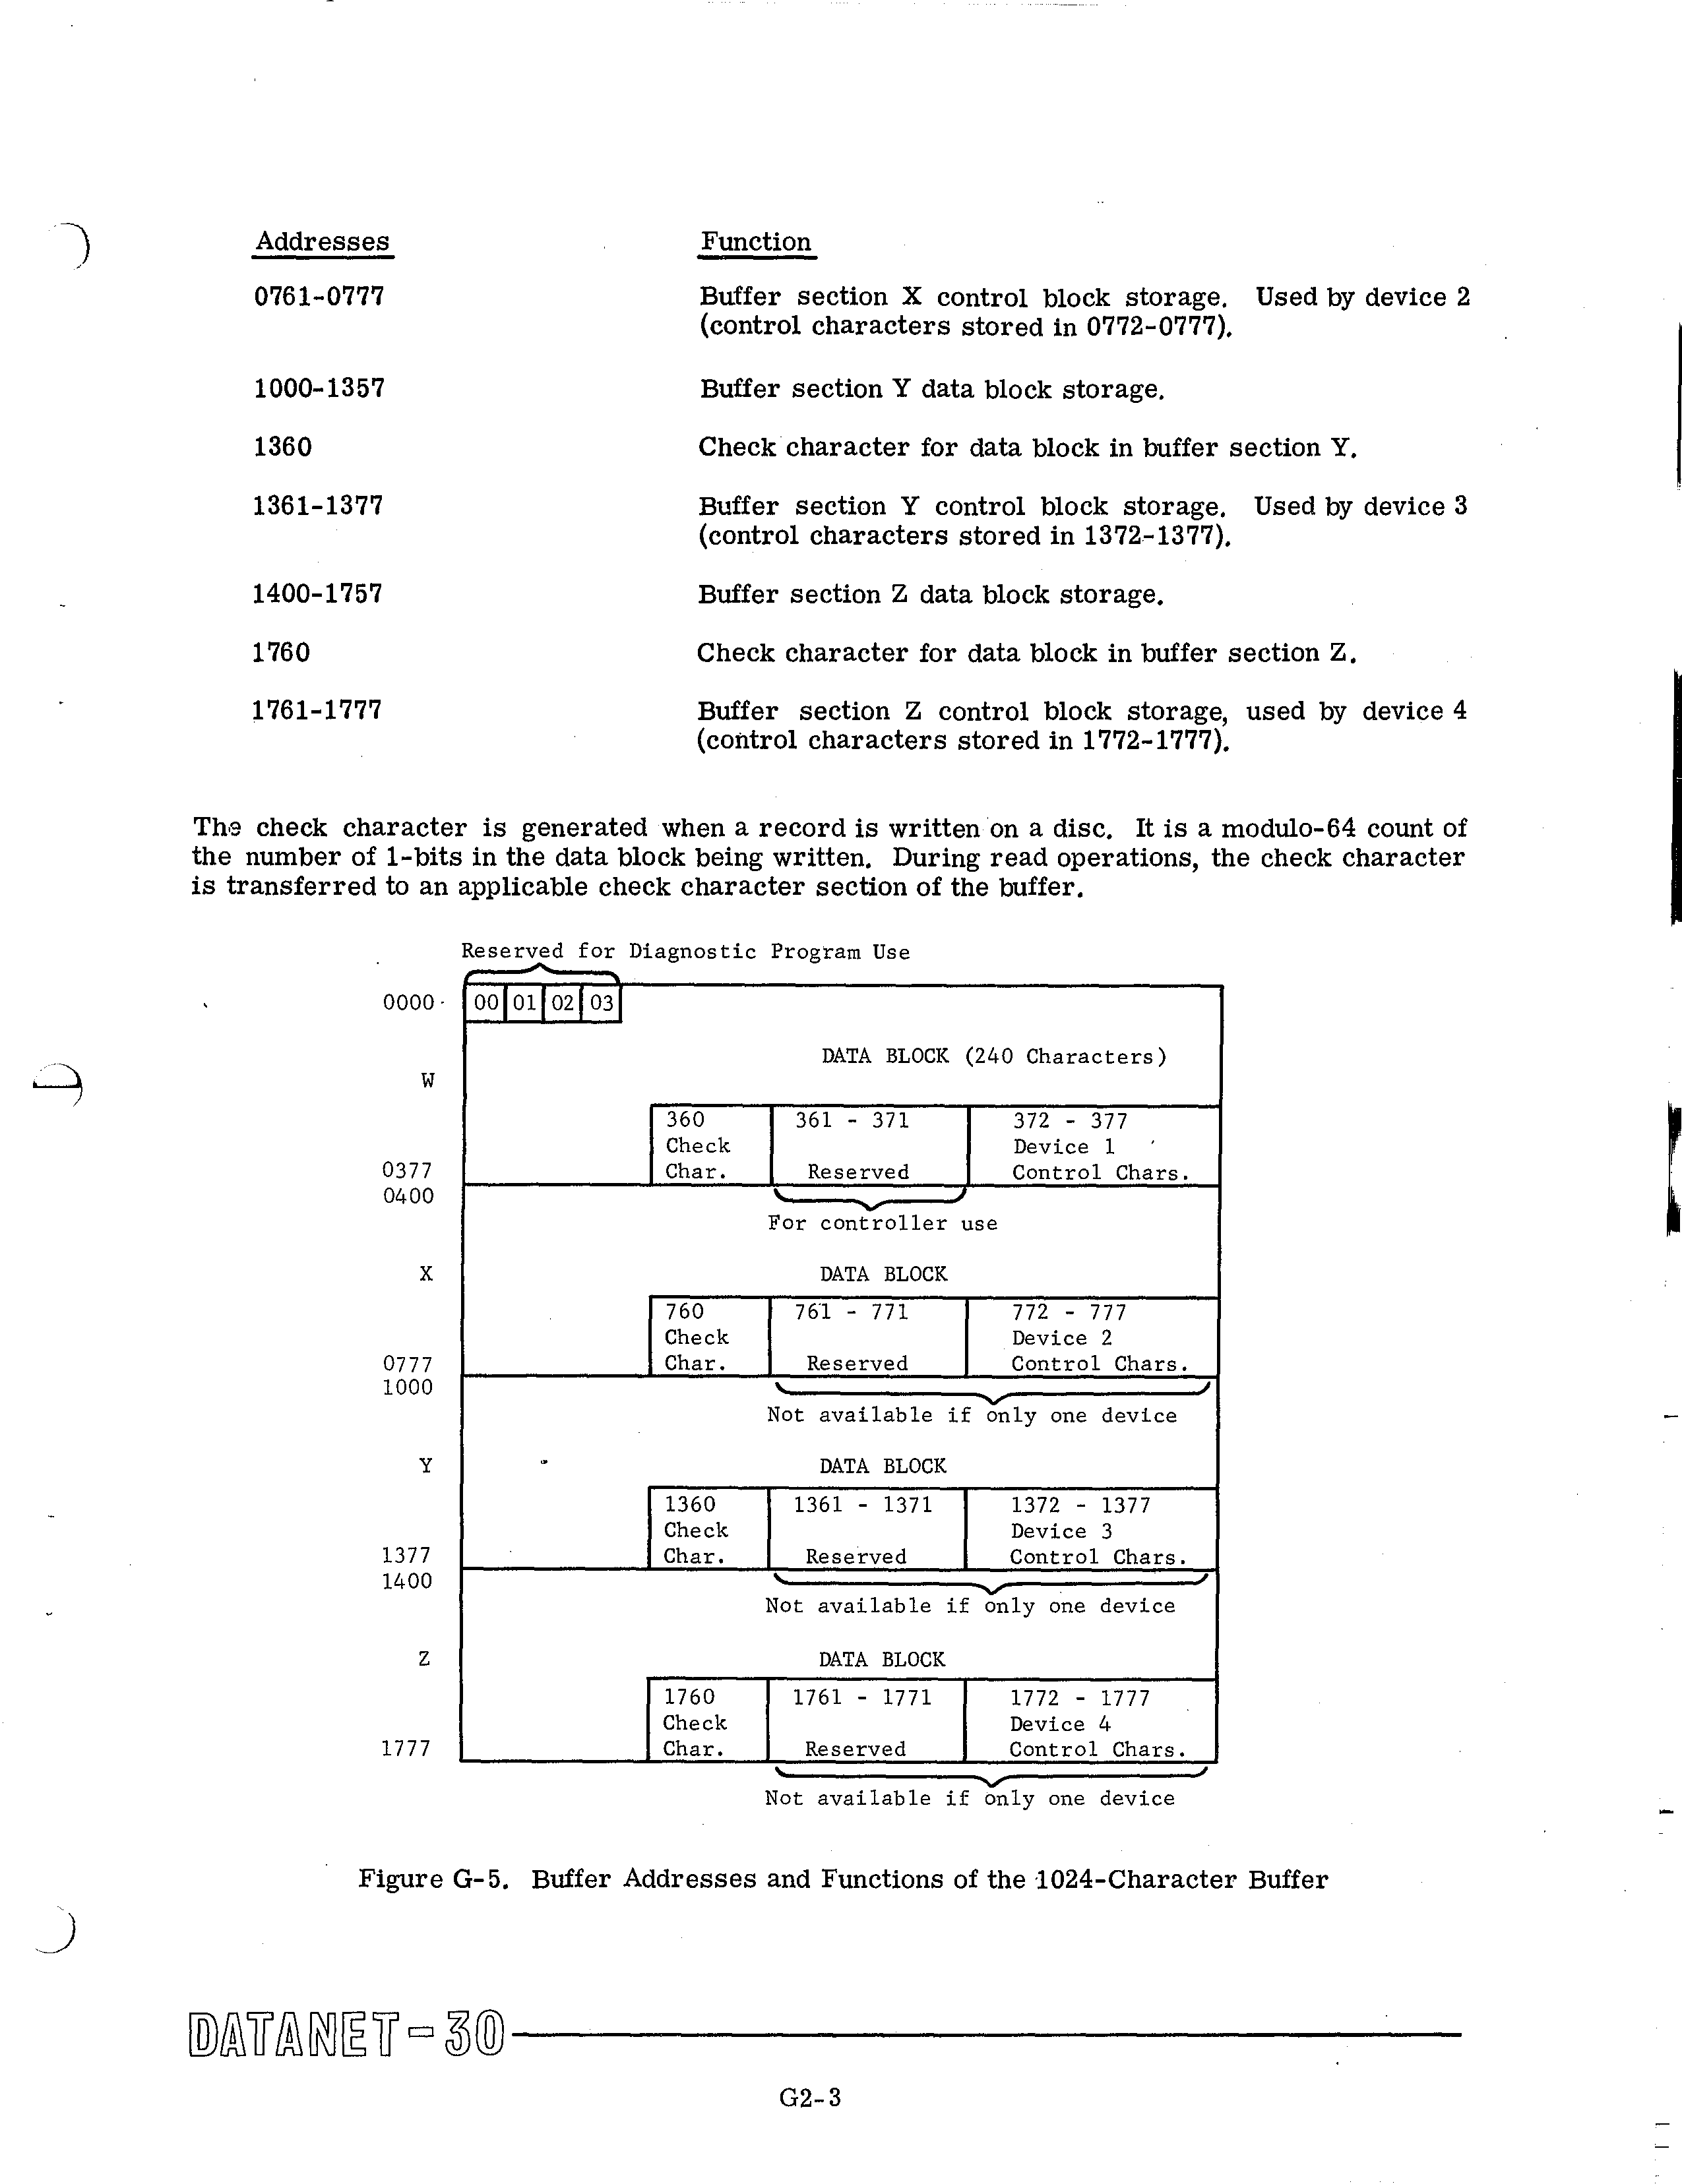 Addresses Function
0761-0777 Buffer section X control block storage. Used by device 2
(control characters stored in 0772-0777).
1000-1357 Buffer section Y data block storage.
1360 Check character for data block in buffer section Y.
1361-1377 Buffer section Y control block storage. Used by device 3
(control characters stored in 1372-1377).
1400-1757 Buffer section Z data block storage.
1760 Check character for data block in buffer section Z.
1761-1777 Buffer section Z control block storage, used by device 4
(control characters stored in 1772-1777).
The check character is generated when a record is written on a disc. It is a modulo-64 count of
the number of 1-bits in the data block being written. During read operations, the check character
is transferred to an applicable check character section of the buffer.
Reserved for Diagnostic Program Use
0000 00 01 02 03
DATA BLOCK (240 Characters)
W
360 361 - 371 372 - 377
Check Device 1
0377 Char. Reserved Control Chars.
0400
For controller use
X DATA BLOCK
760 761 - 771 772 - 777
Check Device 2
0777 Char. Reserved Control Chars.
1000
Not available if only one device
Y DATA BLOCK
1360 1361 - 1371 1372 - 1377
Check Device 3
1377 Char. Reserved Control Chars.
1400
Not available if only one device
Z DATA BLOCK
1760 1761 - 1771 1772 - 1777
Check Device 4
1777 Char. Reserved Control Chars.
Not available if only one device
Figure G-5. Buffer Addresses and Functions of the 1024-Character Buffer
DATANET-30
G2-3